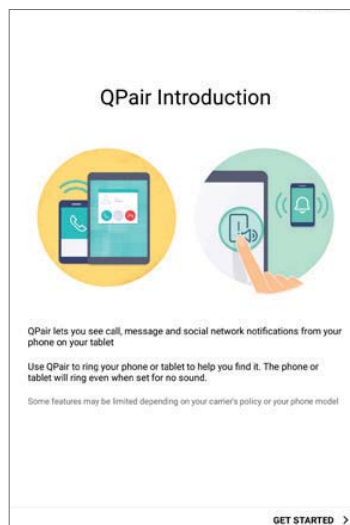 QPair Introduction
QPair lets you see call, message and social network notifications from your
phone on your tablet
Use QPair to ring your phone or tablet to help you find it. The phone or
tablet will ring even when set for no sound.
Some features may be limited depending on your carrier's policy or your phone model
GET STARTED >